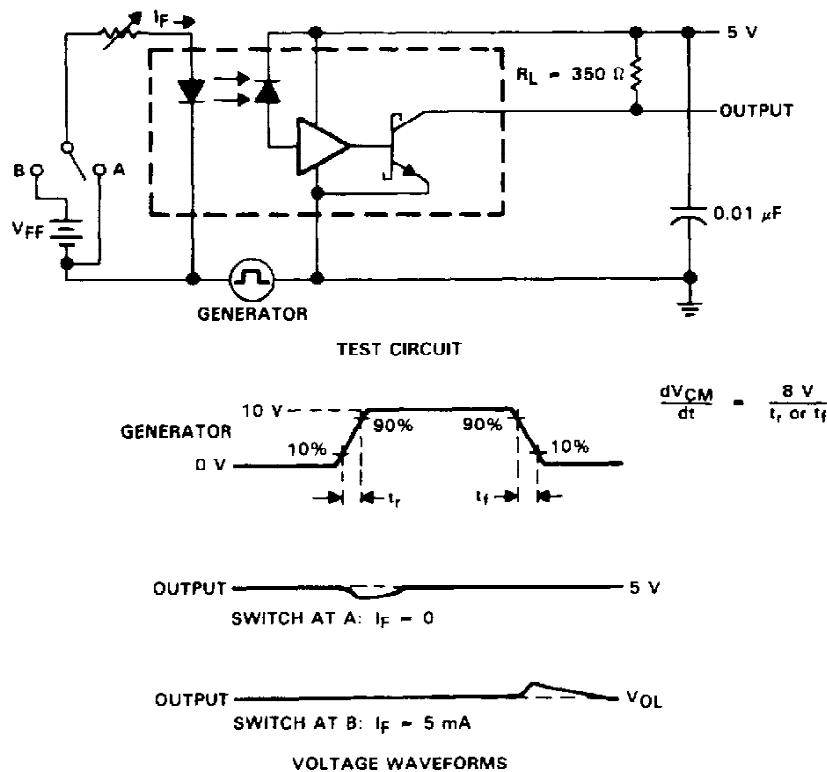 I_F
5 V
R_L = 350 Ω
OUTPUT
B
A
V_FF
0.01 μF
GENERATOR
TEST CIRCUIT
dV_CM/dt = 8 V/t_r or t_f
10 V
GENERATOR
90%
90%
10%
10%
0 V
t_r
t_f
OUTPUT
5 V
SWITCH AT A: I_F = 0
OUTPUT
V_OL
SWITCH AT B: I_F = 5 mA
VOLTAGE WAVEFORMS